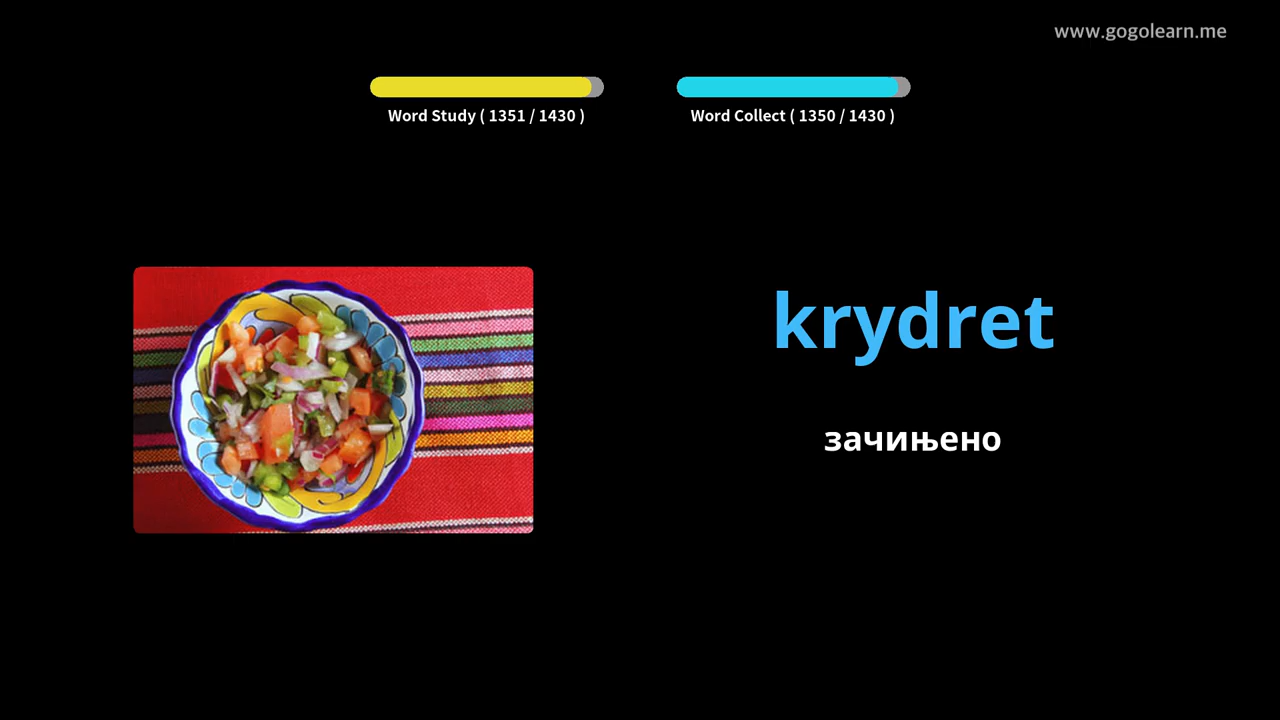 www.gogolearn.me
Word Study ( 1351 / 1430 )
Word Collect ( 1350 / 1430 )
krydret
зачињено